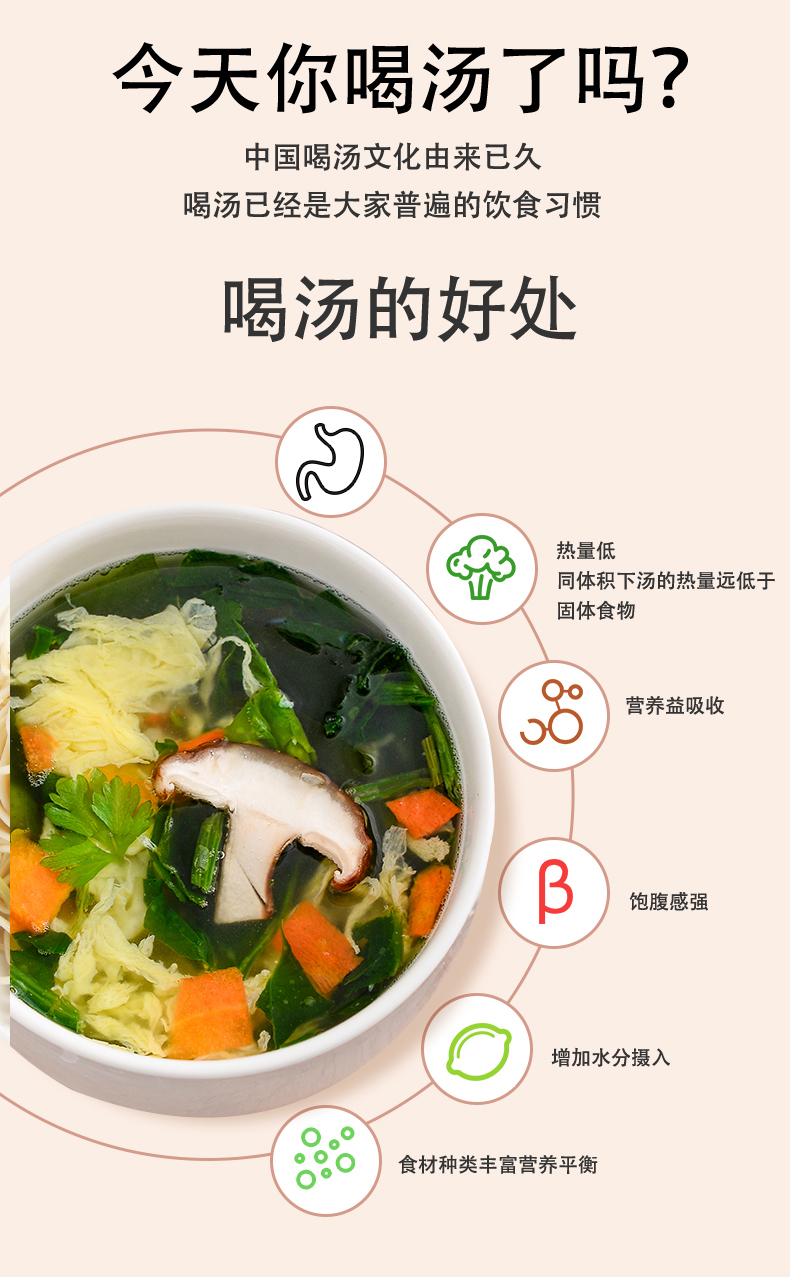 今天你喝汤了吗?
中国喝汤文化由来已久
喝汤已经是大家普遍的饮食习惯
喝汤的好处
热量低
同体积下汤的热量远低于
固体食物
营养益吸收
β
饱腹感强
增加水分摄入
食材种类丰富营养平衡